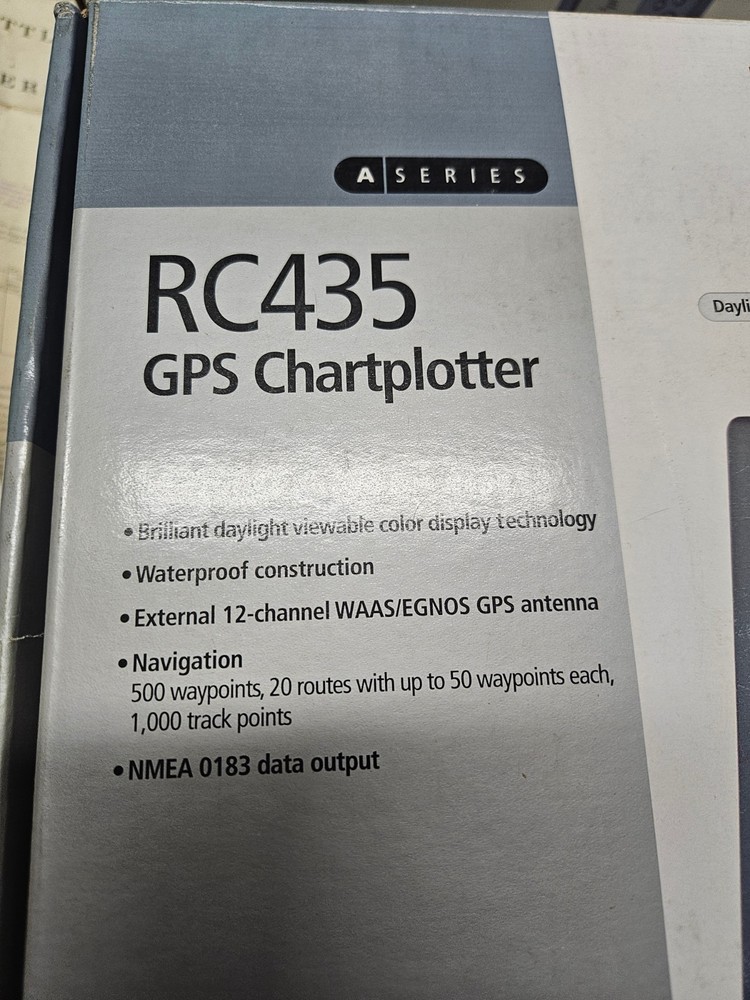 A SERIES
RC435
GPS Chartplotter
• Brilliant daylight viewable color display technology
• Waterproof construction
• External 12-channel WAAS/EGNOS GPS antenna
• Navigation
500 waypoints, 20 routes with up to 50 waypoints each,
1,000 track points
• NMEA 0183 data output
Dayli